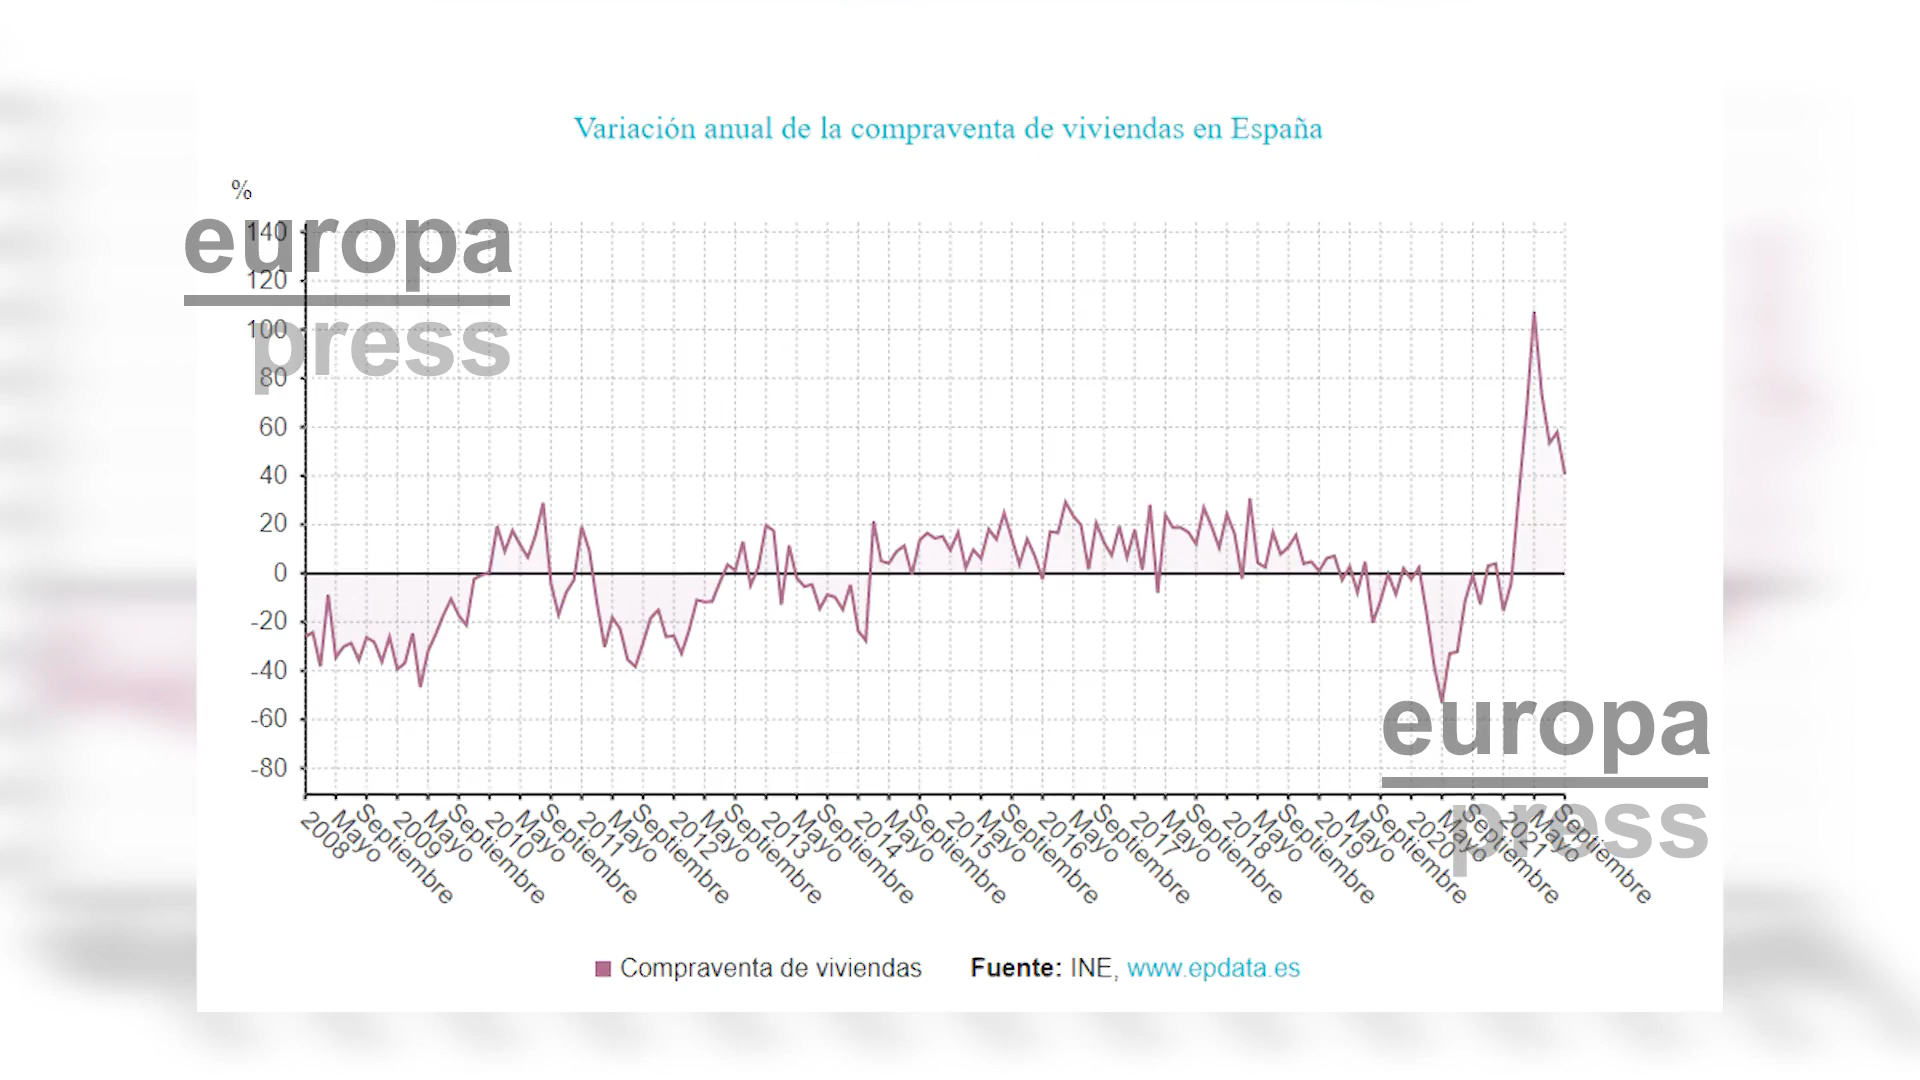 Variación anual de la compraventa de viviendas en España
%
europa
press
140
120
100
80
60
40
20
0
-20
-40
-60
-80
europa
press
2008
Mayo
Septiembre
2009
Mayo
Septiembre
2010
Mayo
Septiembre
2011
Mayo
Septiembre
2012
Mayo
Septiembre
2013
Mayo
Septiembre
2014
Mayo
Septiembre
2015
Mayo
Septiembre
2016
Mayo
Septiembre
2017
Mayo
Septiembre
2018
Mayo
Septiembre
2019
Mayo
Septiembre
2020
Mayo
Septiembre
2021
Mayo
Septiembre
Compraventa de viviendas Fuente: INE, www.epdata.es